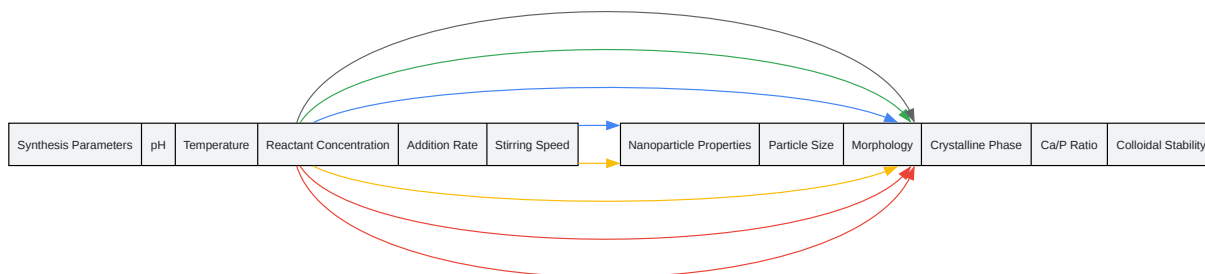 Synthesis Parameters pH Temperature Reactant Concentration Addition Rate Stirring Speed Nanoparticle Properties Particle Size Morphology Crystalline Phase Ca/P Ratio Colloidal Stability